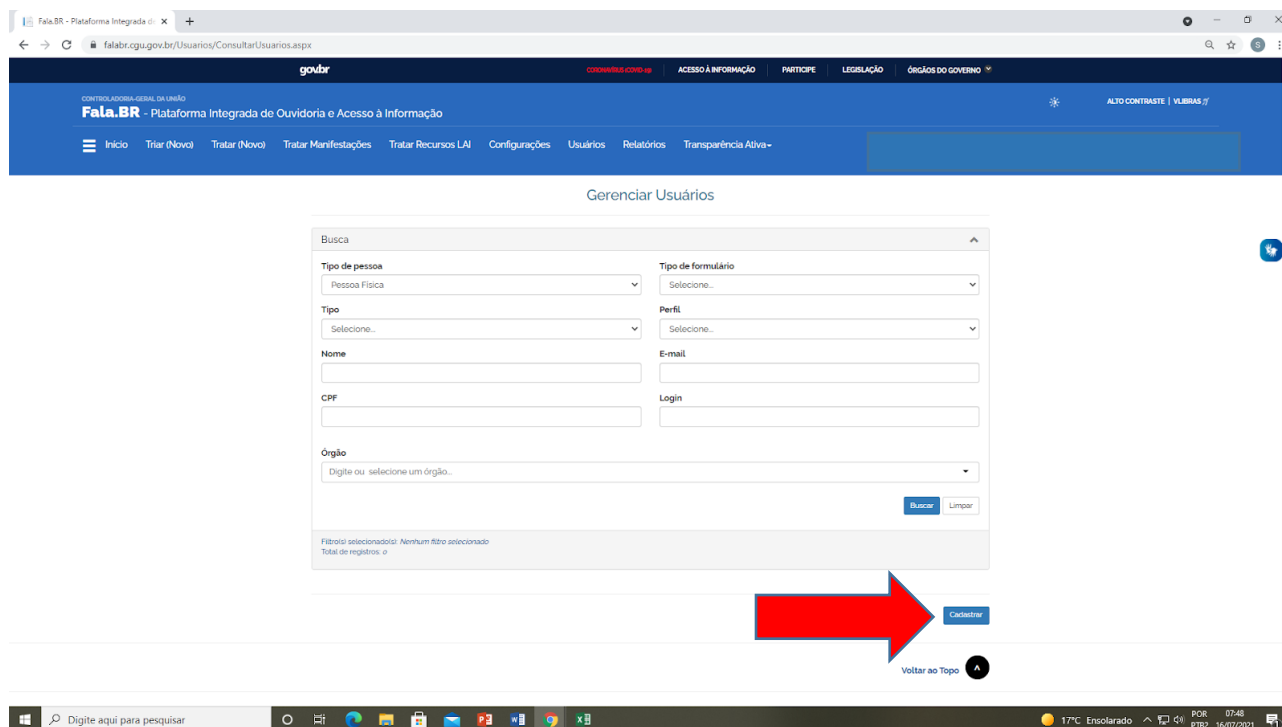 Fala.BR - Plataforma Integrada d
falabr.cgu.gov.br/Usuarios/ConsultarUsuarios.aspx
S
gov.br
CORONAVÍRUS (COVID-19)
ACESSO À INFORMAÇÃO
PARTICIPE
LEGISLAÇÃO
ÓRGÃOS DO GOVERNO
CONTROLADORIA-GERAL DA UNIÃO
Fala.BR - Plataforma Integrada de Ouvidoria e Acesso à Informação
ALTO CONTRASTE | VLIBRAS
Início Triar (Novo) Tratar (Novo) Tratar Manifestações Tratar Recursos LAI Configurações Usuários Relatórios Transparência Ativa
Gerenciar Usuários
Busca
Tipo de pessoa
Tipo de formulário
Pessoa Física
Selecione...
Tipo
Perfil
Selecione...
Selecione...
Nome
E-mail
CPF
Login
Órgão
Digite ou selecione um órgão...
Buscar Limpar
Filtro(s) selecionado(s): Nenhum filtro selecionado
Total de registros: 0
Cadastrar
Voltar ao Topo
Digite aqui para pesquisar
17°C Ensolarado
POR
07:48
PTB2
16/07/2021